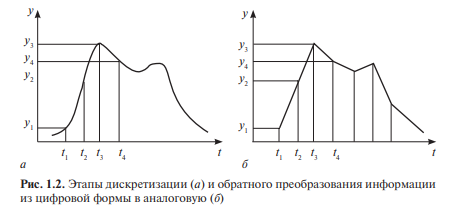 y
y₃
y₄
y₂
y₁
t₁ t₂ t₃ t₄ t
а
y
y₃
y₄
y₂
y₁
t₁ t₂ t₃ t₄ t
б
Рис. 1.2. Этапы дискретизации (а) и обратного преобразования информации
из цифровой формы в аналоговую (б)